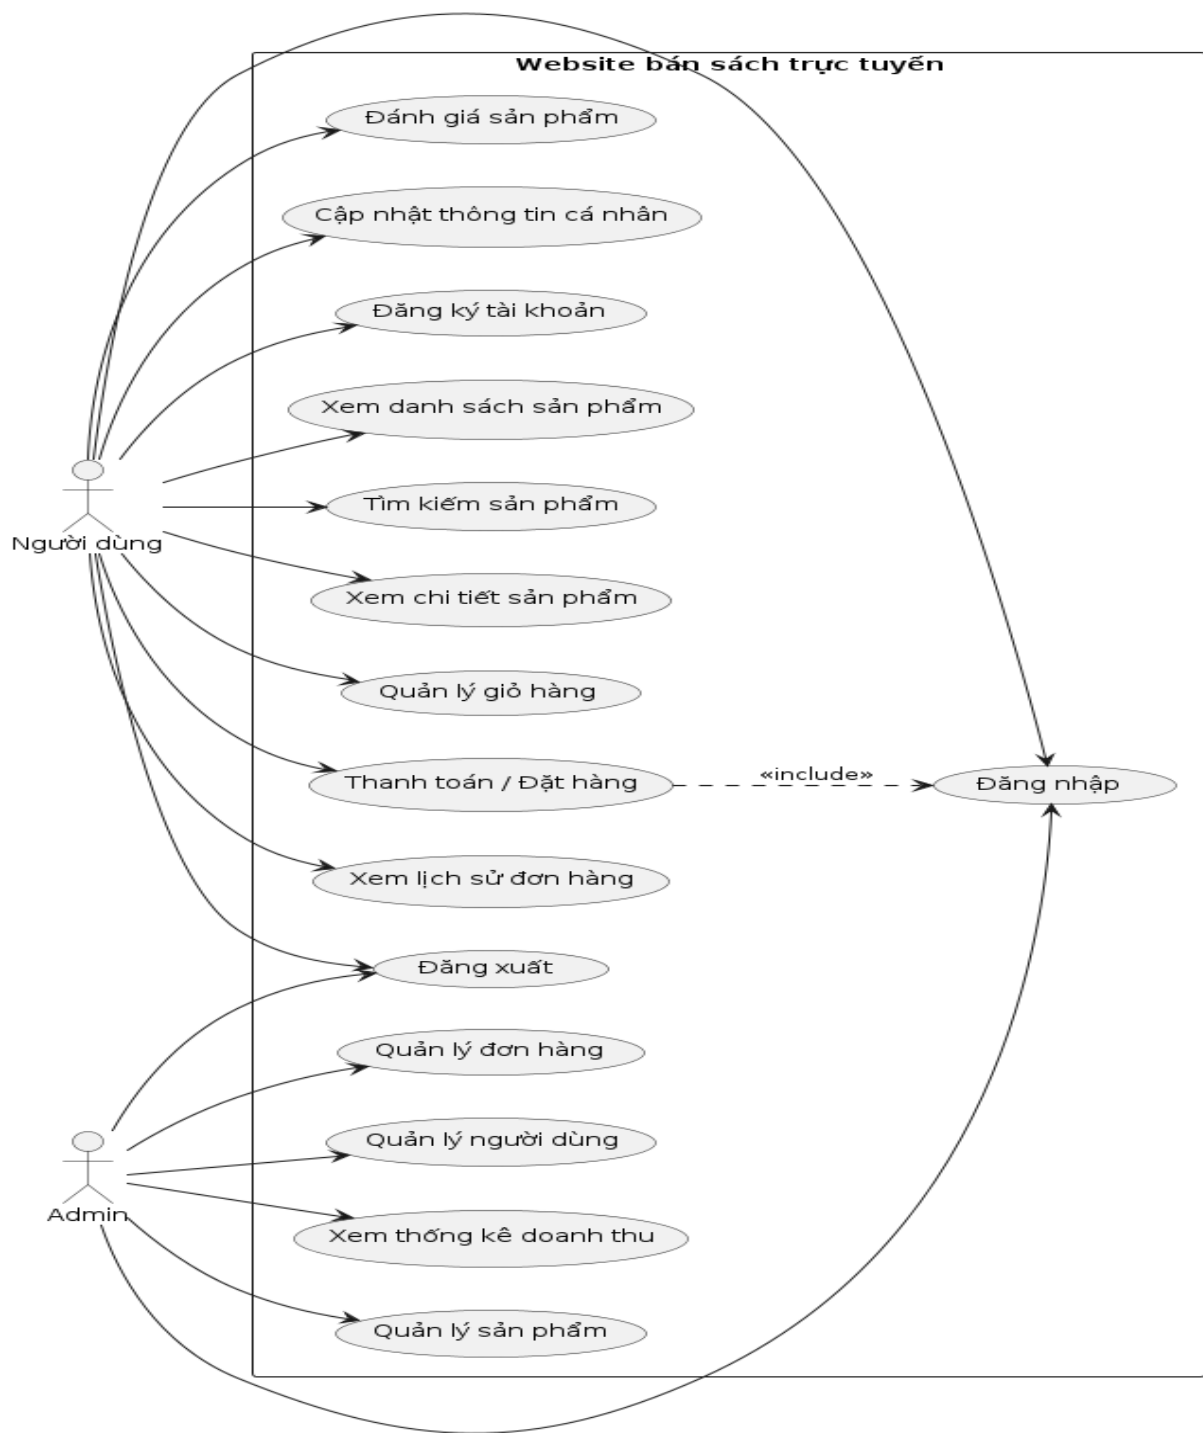 Website bán sách trực tuyến
Đánh giá sản phẩm
Cập nhật thông tin cá nhân
Đăng ký tài khoản
Xem danh sách sản phẩm
Tìm kiếm sản phẩm
Người dùng
Xem chi tiết sản phẩm
Quản lý giỏ hàng
Thanh toán / Đặt hàng
«include»
Đăng nhập
Xem lịch sử đơn hàng
Đăng xuất
Quản lý đơn hàng
Quản lý người dùng
Admin
Xem thống kê doanh thu
Quản lý sản phẩm